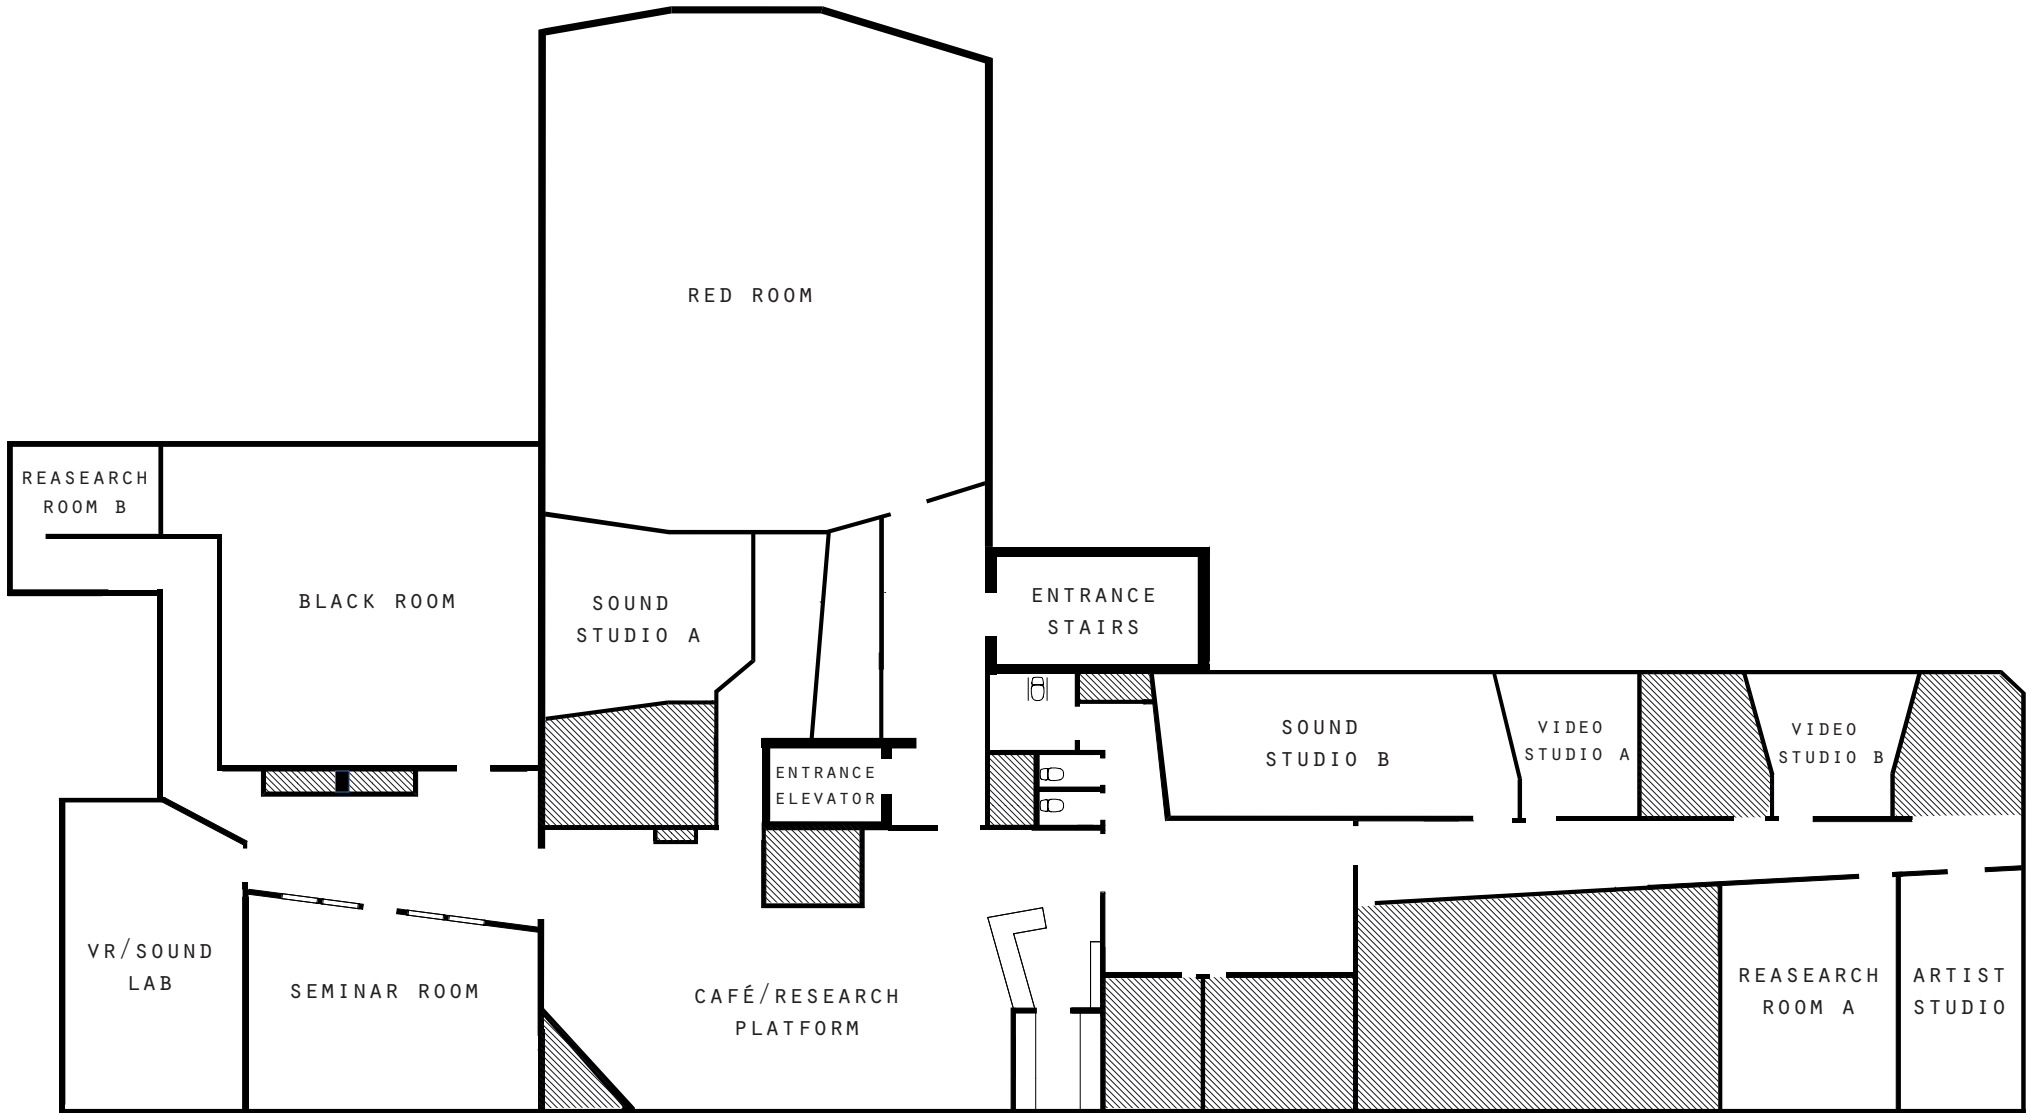 RED ROOM
REASEARCH
ROOM B
BLACK ROOM
SOUND
STUDIO A
ENTRANCE
STAIRS
ENTRANCE
ELEVATOR
SOUND
STUDIO B
VIDEO
STUDIO A
VIDEO
STUDIO B
VR/SOUND
LAB
SEMINAR ROOM
CAFÉ/RESEARCH
PLATFORM
REASEARCH
ROOM A
ARTIST
STUDIO